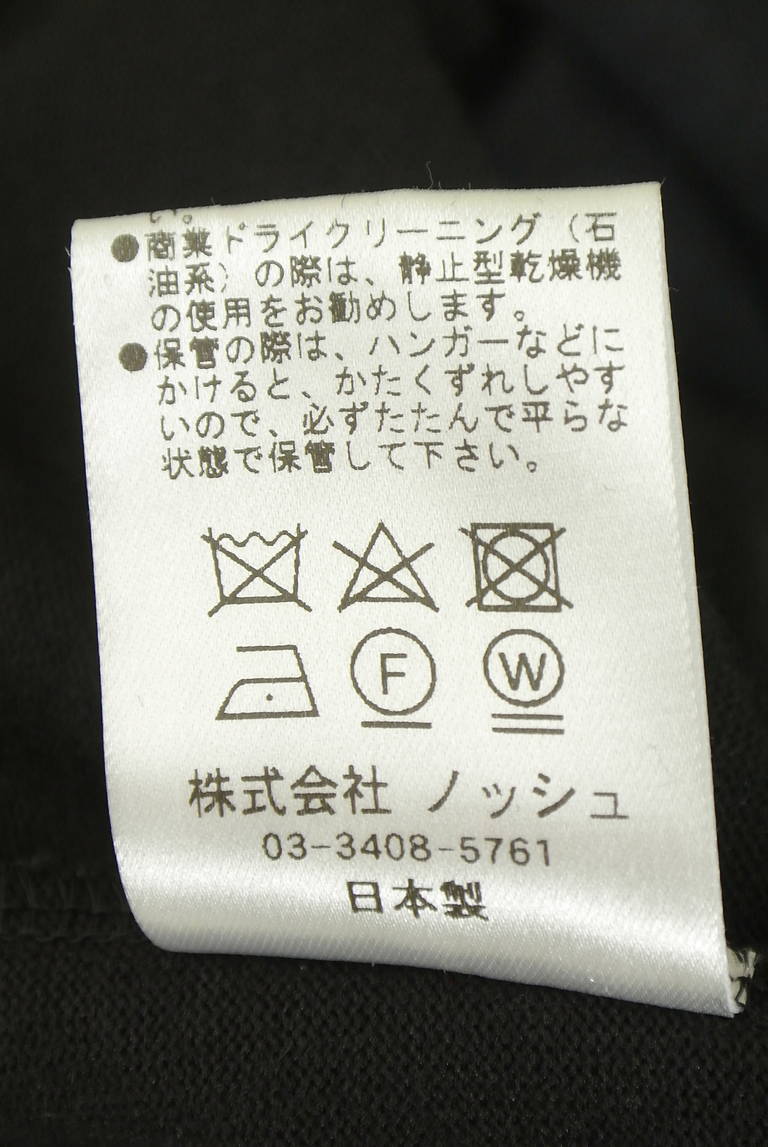 い。
●商業ドライクリーニング（石
油系）の際は、静止型乾燥機
の使用をお勧めします。
●保管の際は、ハンガーなどに
かけると、かたくずれしやす
いので、必ずたたんで平らな
状態で保管して下さい。
F W
株式会社 ノッシュ
03-3408-5761
日本製